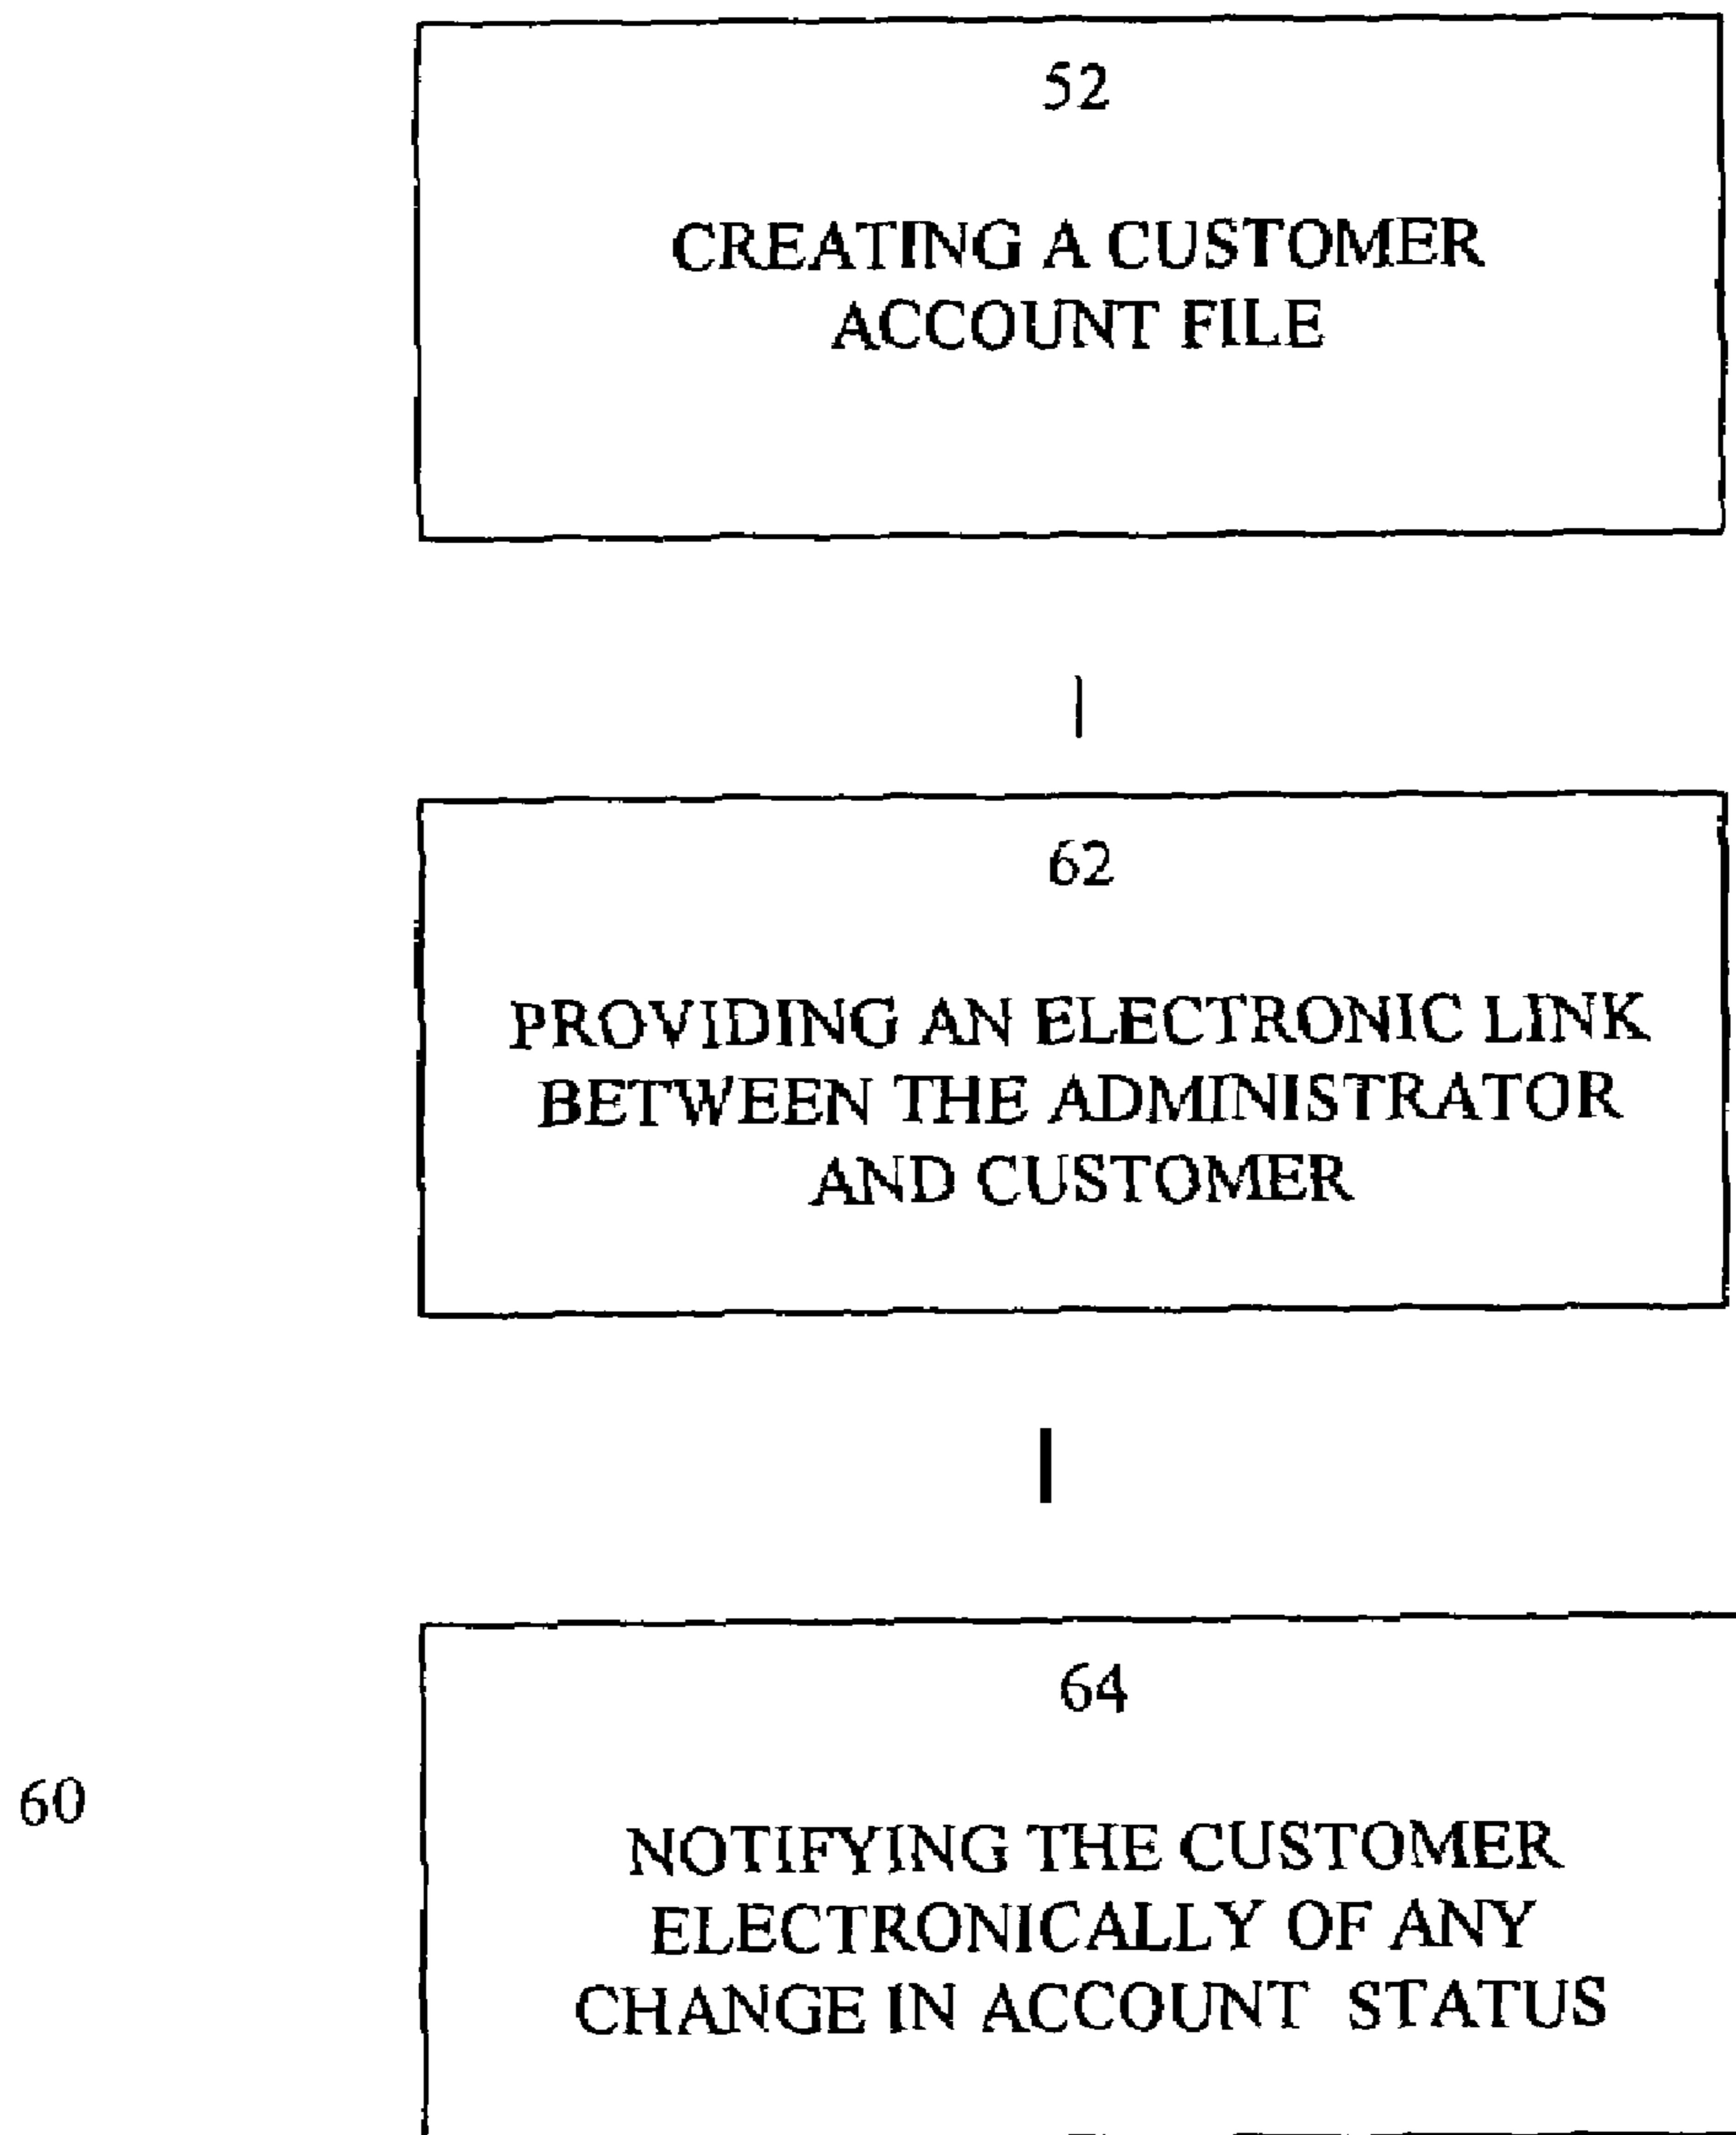 52
CREATING A CUSTOMER
ACCOUNT FILE
62
PROVIDING AN ELECTRONIC LINK
BETWEEN THE ADMINISTRATOR
AND CUSTOMER
64
60
NOTIFYING THE CUSTOMER
ELECTRONICALLY OF ANY
CHANGE IN ACCOUNT STATUS